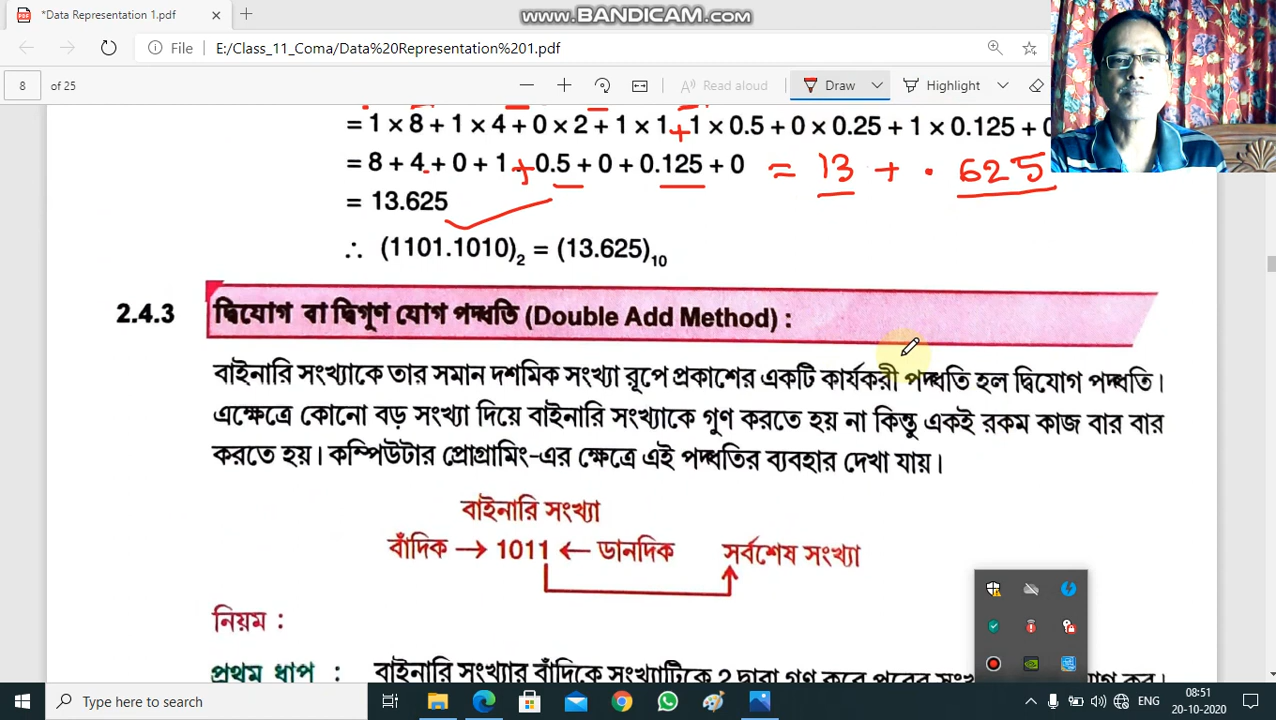 www.BANDICAM.com
*Data Representation 1.pdf
File E:/Class_11_Coma/Data%20Representation%201.pdf
8 of 25 Read aloud Draw Highlight
= 1 × 8 + 1 × 4 + 0 × 2 + 1 × 1 + 1 × 0.5 + 0 × 0.25 + 1 × 0.125 + 0
= 8 + 4 + 0 + 1 + 0.5 + 0 + 0.125 + 0 = 13 + .625
= 13.625
∴ (1101.1010)₂ = (13.625)₁₀
2.4.3 দ্বিযোগ বা দ্বিগুণ যোগ পদ্ধতি (Double Add Method) :
বাইনারি সংখ্যাকে তার সমান দশমিক সংখ্যা রূপে প্রকাশের একটি কার্যকরী পদ্ধতি হল দ্বিযোগ পদ্ধতি।
এক্ষেত্রে কোনো বড় সংখ্যা দিয়ে বাইনারি সংখ্যাকে গুণ করতে হয় না কিন্তু একই রকম কাজ বার বার
করতে হয়। কম্পিউটার প্রোগ্রামিং-এর ক্ষেত্রে এই পদ্ধতির ব্যবহার দেখা যায়।
বাইনারি সংখ্যা
বাঁদিক → 1011 ← ডানদিক সর্বশেষ সংখ্যা
নিয়ম :
প্রথম ধাপ : বাইনারি সংখ্যার বাঁদিকে সংখ্যাটিকে 2 দ্বারা গুণ করে পরের
Type here to search
ENG
08:51
20-10-2020